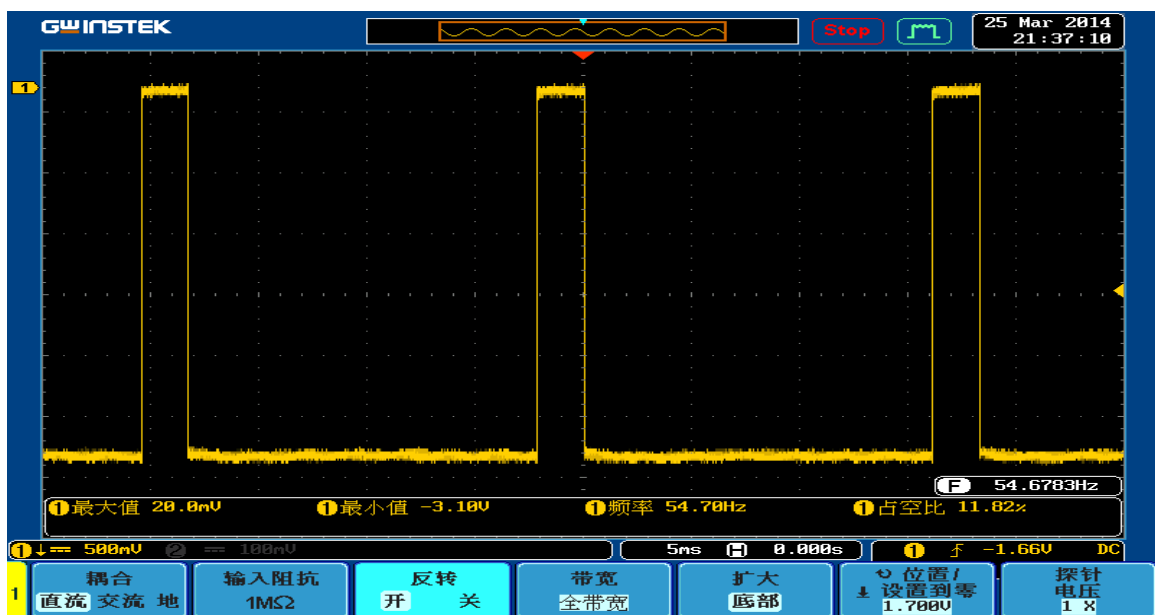 GWINSTEK
Stop
25 Mar 2014
21:37:10
1
F 54.6783Hz
1最大值 20.0mV 1最小值 -3.10V 1频率 54.70Hz 1占空比 11.82%
1 500mV 2 100mV 5ms H 0.000s 1 -1.66V DC
1
耦合
直流 交流 地
输入阻抗
1MΩ
反转
开 关
带宽
全带宽
扩大
底部
位置/
设置到零
1.700V
探针
电压
1 X